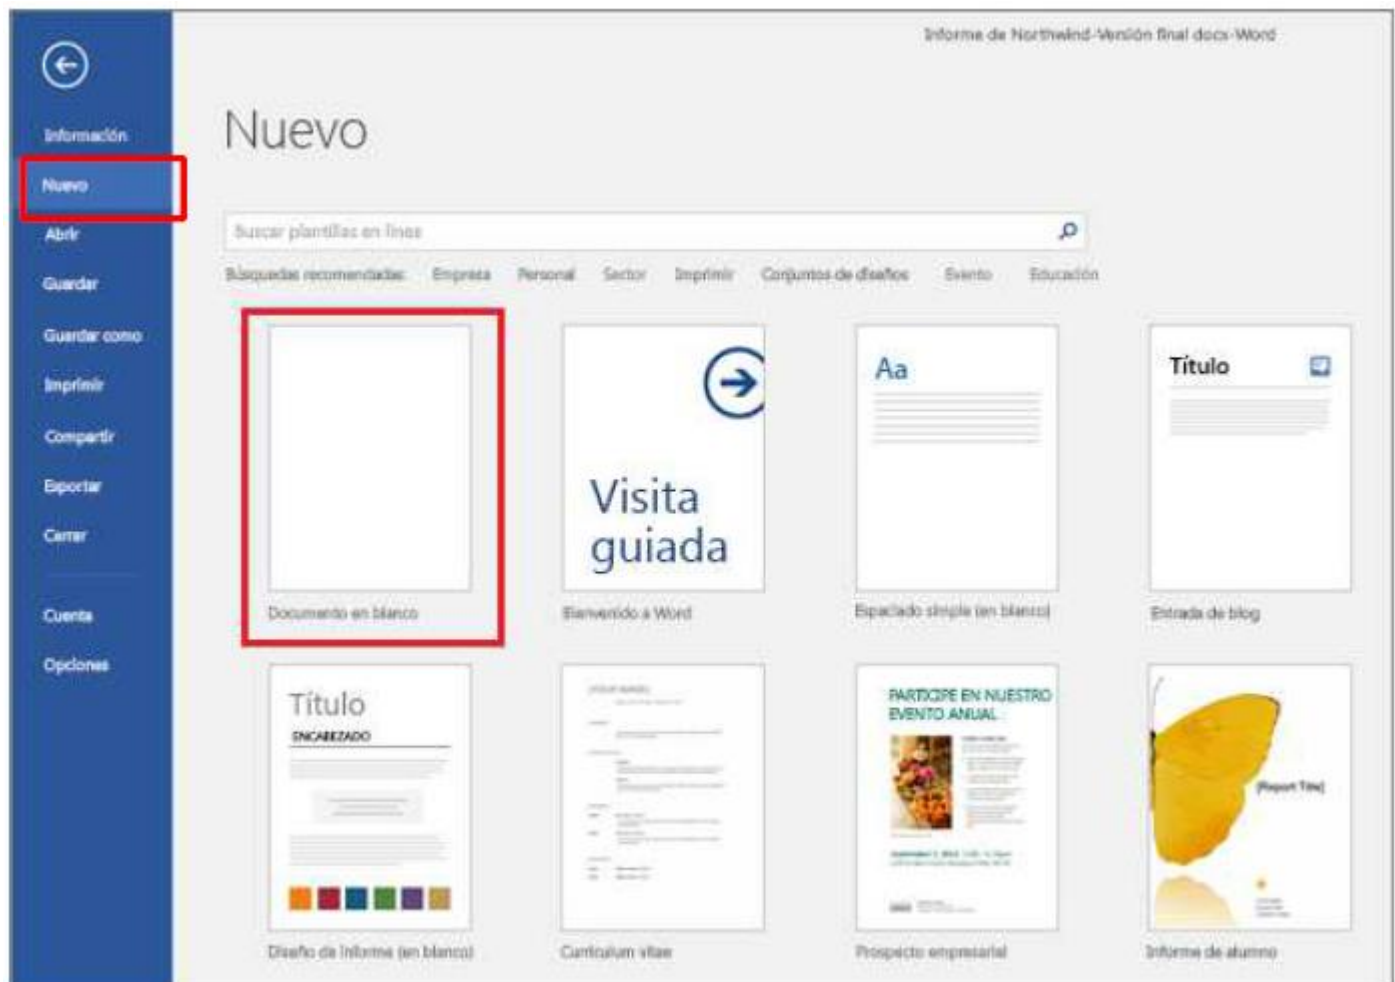 Informe de Northwind-Versión final docx-Word
Información
Nuevo
Abrir
Guardar
Guardar como
Imprimir
Compartir
Exportar
Cerrar
Cuenta
Opciones
Nuevo
Buscar plantillas en línea
Búsquedas recomendadas: Empresa Personal Sector Imprimir Conjuntos de diseños Evento Educación
Visita
guiada
Aa
Título
Documento en blanco
Bienvenido a Word
Espaciado simple (en blanco)
Entrada de blog
Título
ENCABEZADO
PARTICIPE EN NUESTRO
EVENTO ANUAL
[Report Title]
Diseño de informe (en blanco)
Curriculum vitae
Prospecto empresarial
Informe de alumno